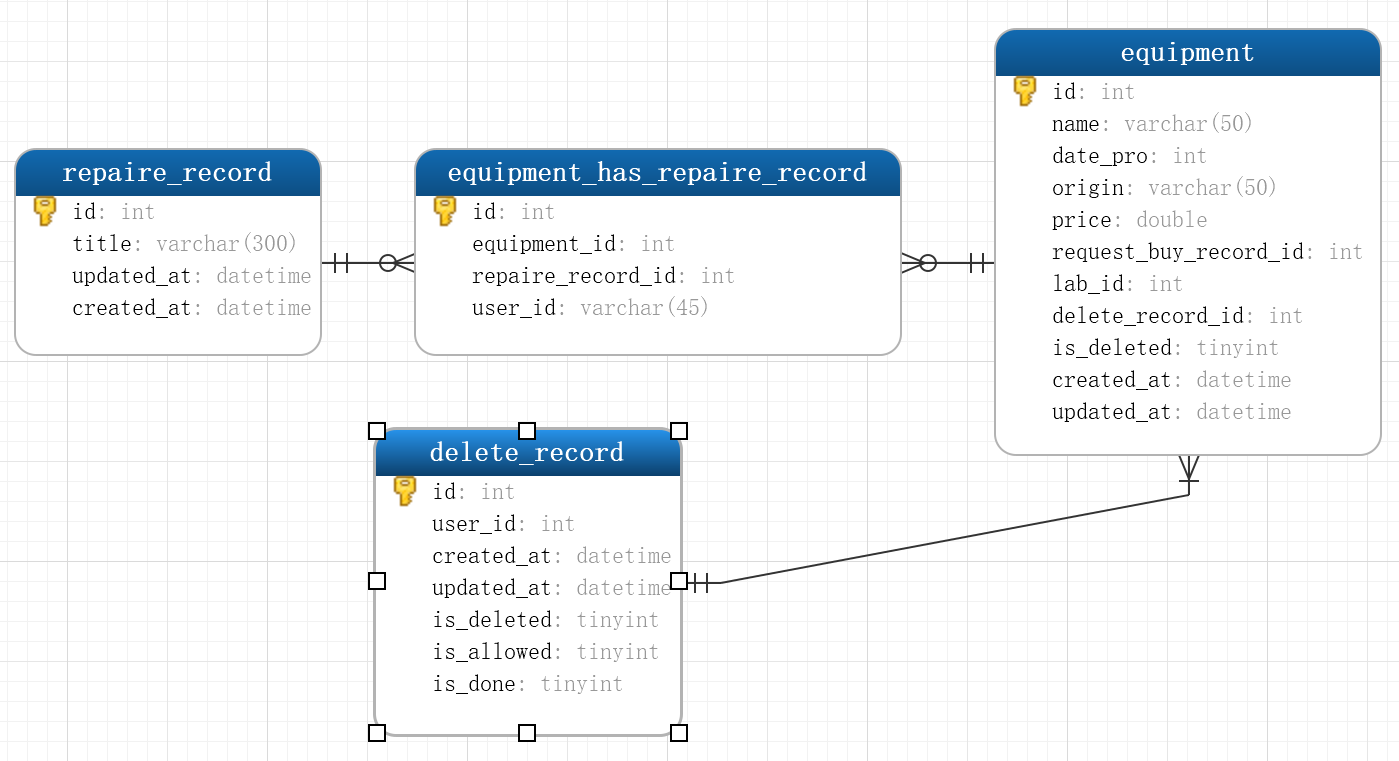 repaire_record
id: int
title: varchar(300)
updated_at: datetime
created_at: datetime
equipment_has_repaire_record
id: int
equipment_id: int
repaire_record_id: int
user_id: varchar(45)
equipment
id: int
name: varchar(50)
date_pro: int
origin: varchar(50)
price: double
request_buy_record_id: int
lab_id: int
delete_record_id: int
is_deleted: tinyint
created_at: datetime
updated_at: datetime
delete_record
id: int
user_id: int
created_at: datetime
updated_at: datetime
is_deleted: tinyint
is_allowed: tinyint
is_done: tinyint